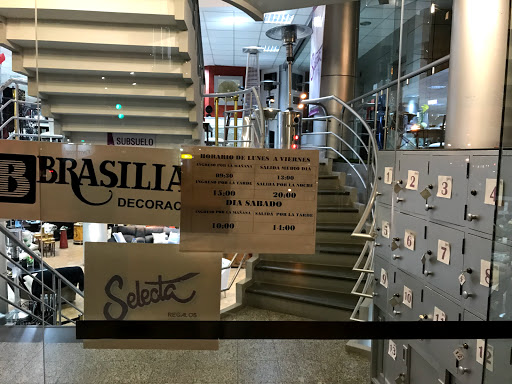 SUBSUELO
B BRASILIA
DECORAC
HORARIO DE LUNES A VIERNES
INGRESO POR LA MAÑANA SALIDA MEDIO DIA
09:30 13:00
INGRESO POR LA TARDE SALIDA POR LA NOCHE
15:00 20:00
DIA SABADO
INGRESO POR LA MAÑANA SALIDA POR LA TARDE
10:00 14:00
Selecta
REGALOS
1 2 3 4
5 6 7 8
9 10 11
13